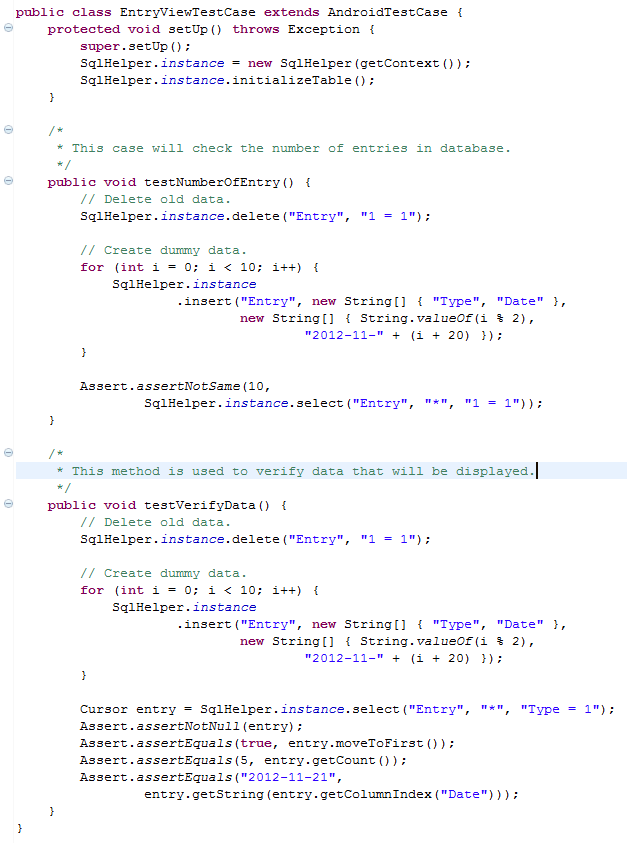 public class EntryViewTestCase extends AndroidTestCase {
    protected void setUp() throws Exception {
        super.setUp();
        SqlHelper.instance = new SqlHelper(getContext());
        SqlHelper.instance.initializeTable();
    }

    /*
     * This case will check the number of entries in database.
     */
    public void testNumberOfEntry() {
        // Delete old data.
        SqlHelper.instance.delete("Entry", "1 = 1");

        // Create dummy data.
        for (int i = 0; i < 10; i++) {
            SqlHelper.instance
                    .insert("Entry", new String[] { "Type", "Date" },
                            new String[] { String.valueOf(i % 2),
                                    "2012-11-" + (i + 20) });
        }

        Assert.assertNotSame(10,
                SqlHelper.instance.select("Entry", "*", "1 = 1"));
    }

    /*
     * This method is used to verify data that will be displayed.
     */
    public void testVerifyData() {
        // Delete old data.
        SqlHelper.instance.delete("Entry", "1 = 1");

        // Create dummy data.
        for (int i = 0; i < 10; i++) {
            SqlHelper.instance
                    .insert("Entry", new String[] { "Type", "Date" },
                            new String[] { String.valueOf(i % 2),
                                    "2012-11-" + (i + 20) });
        }

        Cursor entry = SqlHelper.instance.select("Entry", "*", "Type = 1");
        Assert.assertNotNull(entry);
        Assert.assertEquals(true, entry.moveToFirst());
        Assert.assertEquals(5, entry.getCount());
        Assert.assertEquals("2012-11-21",
                entry.getString(entry.getColumnIndex("Date")));
    }
}